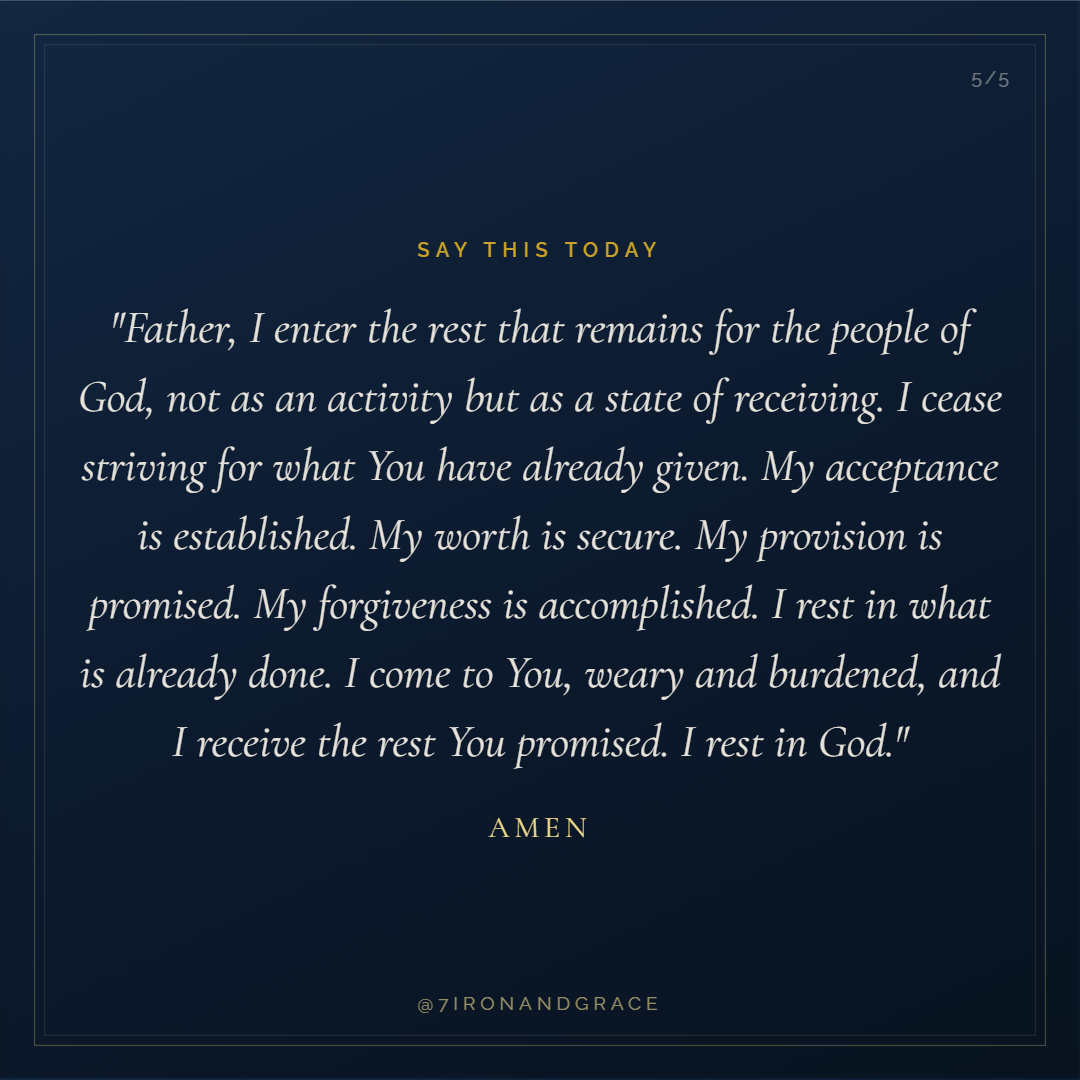 5/5
SAY THIS TODAY
"Father, I enter the rest that remains for the people of
God, not as an activity but as a state of receiving. I cease
striving for what You have already given. My acceptance
is established. My worth is secure. My provision is
promised. My forgiveness is accomplished. I rest in what
is already done. I come to You, weary and burdened, and
I receive the rest You promised. I rest in God."
AMEN
@7IRONANDGRACE